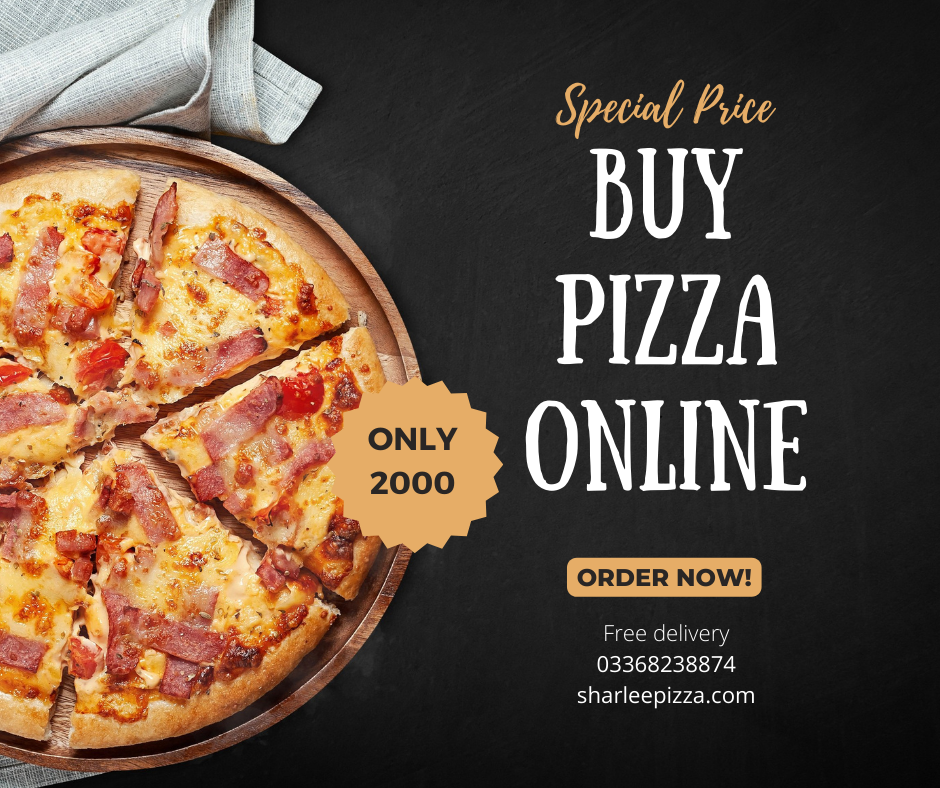 Special Price
BUY
PIZZA
ONLINE
ONLY
2000
ORDER NOW!
Free delivery
03368238874
sharleepizza.com